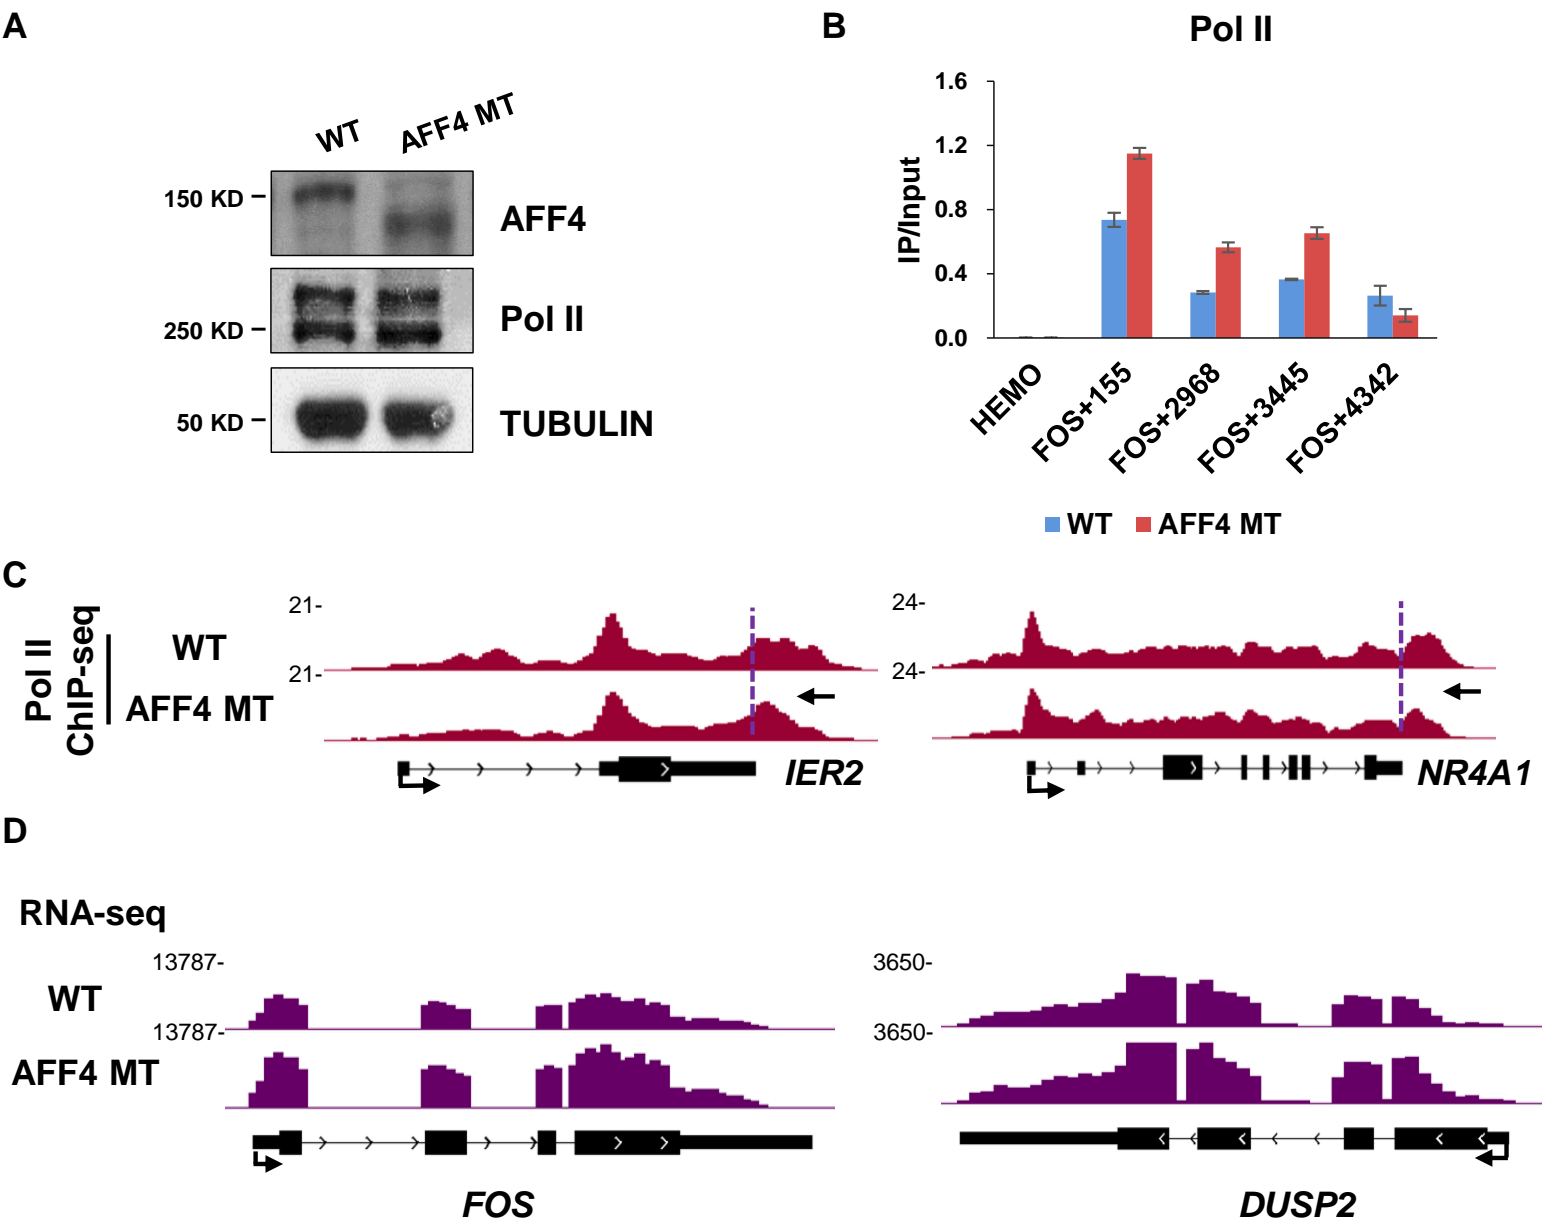 A
WT
AFF4 MT
150 KD
AFF4
250 KD
Pol II
50 KD
TUBULIN
B
Pol II
IP/Input
1.6
1.2
0.8
0.4
0.0
HEMO
FOS+155
FOS+2968
FOS+3445
FOS+4342
WT
AFF4 MT
C
Pol II
ChIP-seq
WT
AFF4 MT
21-
21-
IER2
24-
24-
NR4A1
D
RNA-seq
WT
AFF4 MT
13787-
13787-
FOS
3650-
3650-
DUSP2